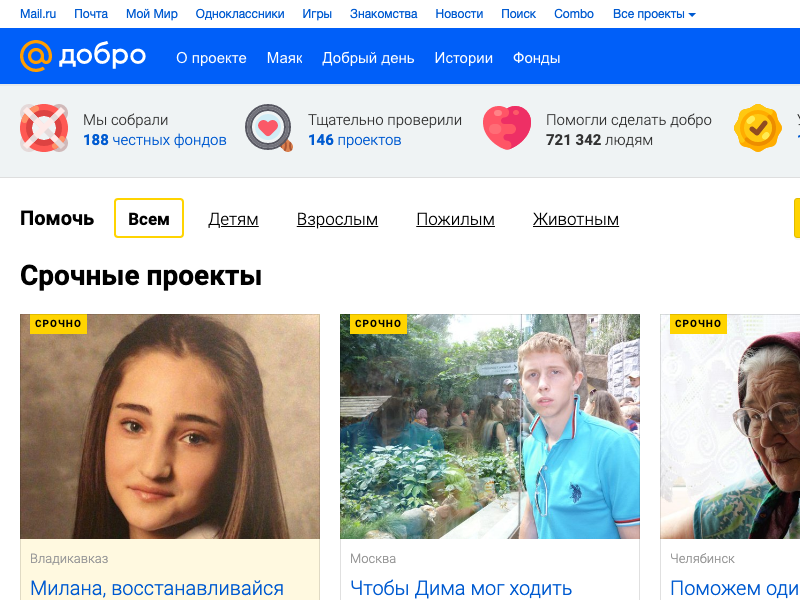 Mail.ru Почта Мой Мир Одноклассники Игры Знакомства Новости Поиск Combo Все проекты
добро О проекте Маяк Добрый день Истории Фонды
Мы собрали
188 честных фондов
Тщательно проверили
146 проектов
Помогли сделать добро
721 342 людям
Помочь Всем Детям Взрослым Пожилым Животным
Срочные проекты
СРОЧНО
СРОЧНО
СРОЧНО
Владикавказ
Милана, восстанавливайся
Москва
Чтобы Дима мог ходить
Челябинск
Поможем